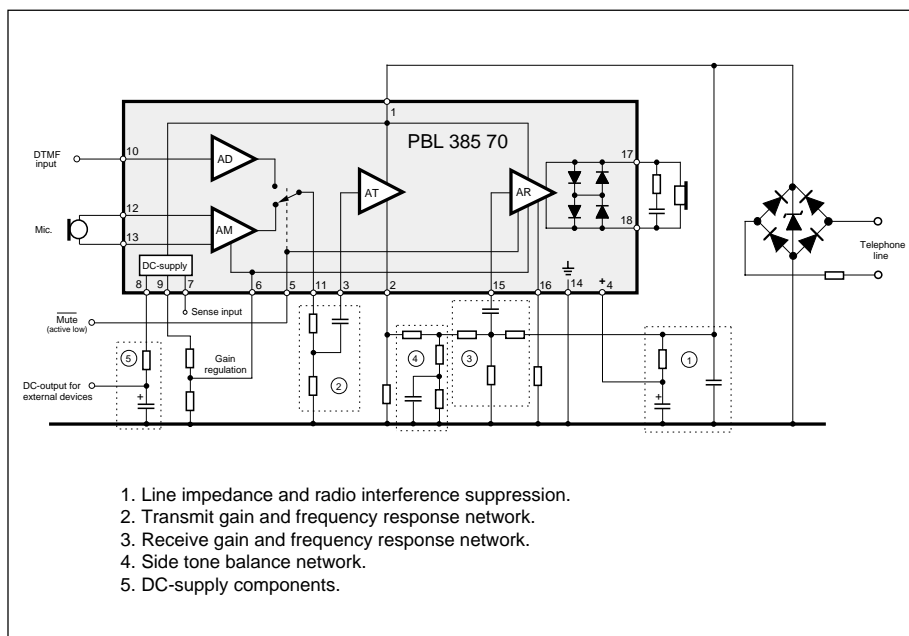 1
PBL 385 70
17
10
DTMF
input
AD
AT
AR
12
18
Mic.
AM
13
Telephone
line
DC-supply
8
9
7
6
5
11
3
2
15
16
14
+
4
Sense input
Mute
(active low)
5
Gain
regulation
2
4
3
1
DC-output for
external devices
+
+
1. Line impedance and radio interference suppression.
2. Transmit gain and frequency response network.
3. Receive gain and frequency response network.
4. Side tone balance network.
5. DC-supply components.